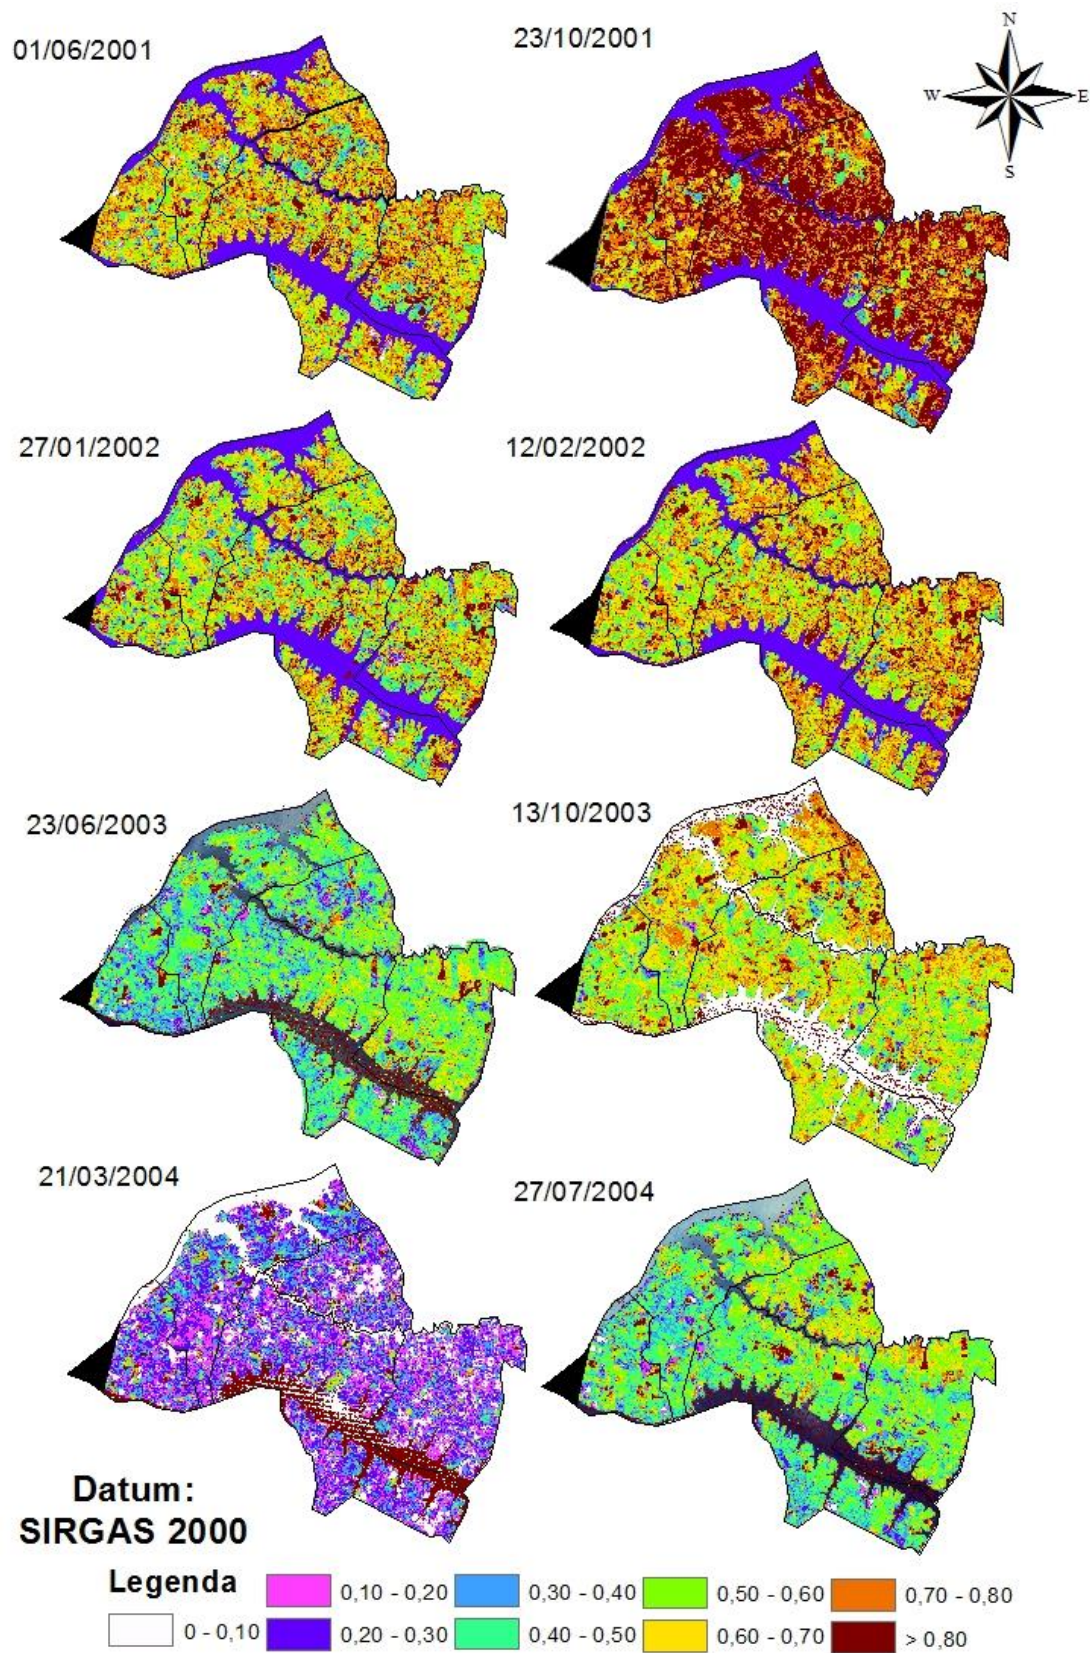 01/06/2001
23/10/2001
N
W
E
S
27/01/2002
12/02/2002
23/06/2003
13/10/2003
21/03/2004
27/07/2004
Datum:
SIRGAS 2000
Legenda
0 - 0,10
0,10 - 0,20
0,20 - 0,30
0,30 - 0,40
0,40 - 0,50
0,50 - 0,60
0,60 - 0,70
0,70 - 0,80
> 0,80